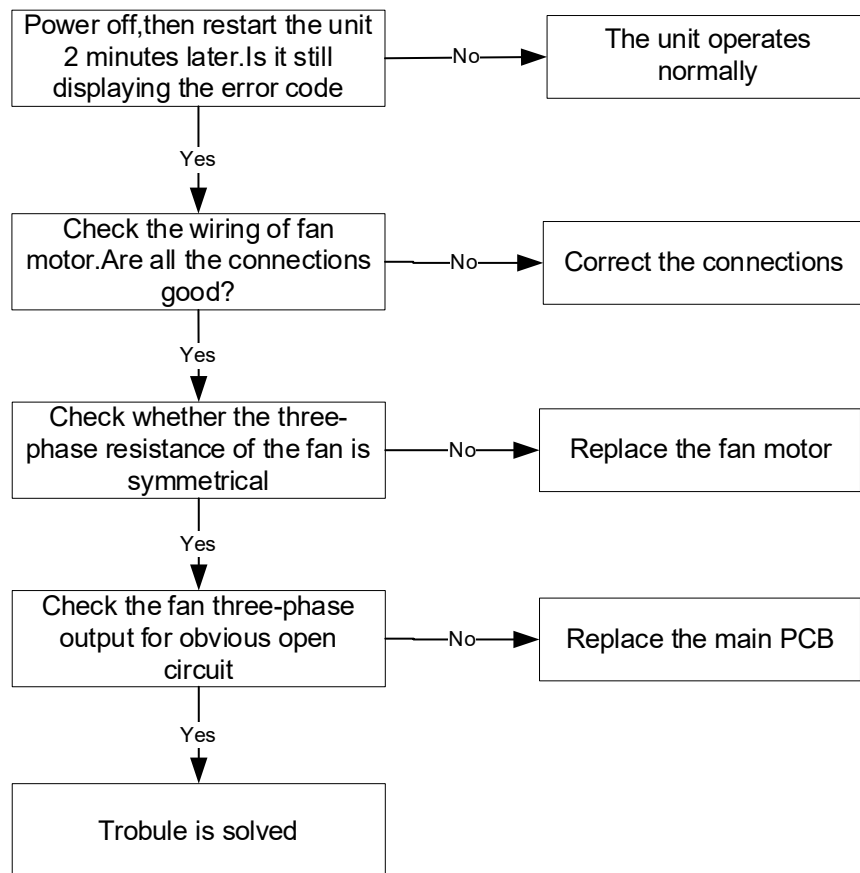 Power off,then restart the unit
2 minutes later.Is it still
displaying the error code
No
The unit operates
normally
Yes
Check the wiring of fan
motor.Are all the connections
good?
No
Correct the connections
Yes
Check whether the three-
phase resistance of the fan is
symmetrical
No
Replace the fan motor
Yes
Check the fan three-phase
output for obvious open
circuit
No
Replace the main PCB
Yes
Trobule is solved